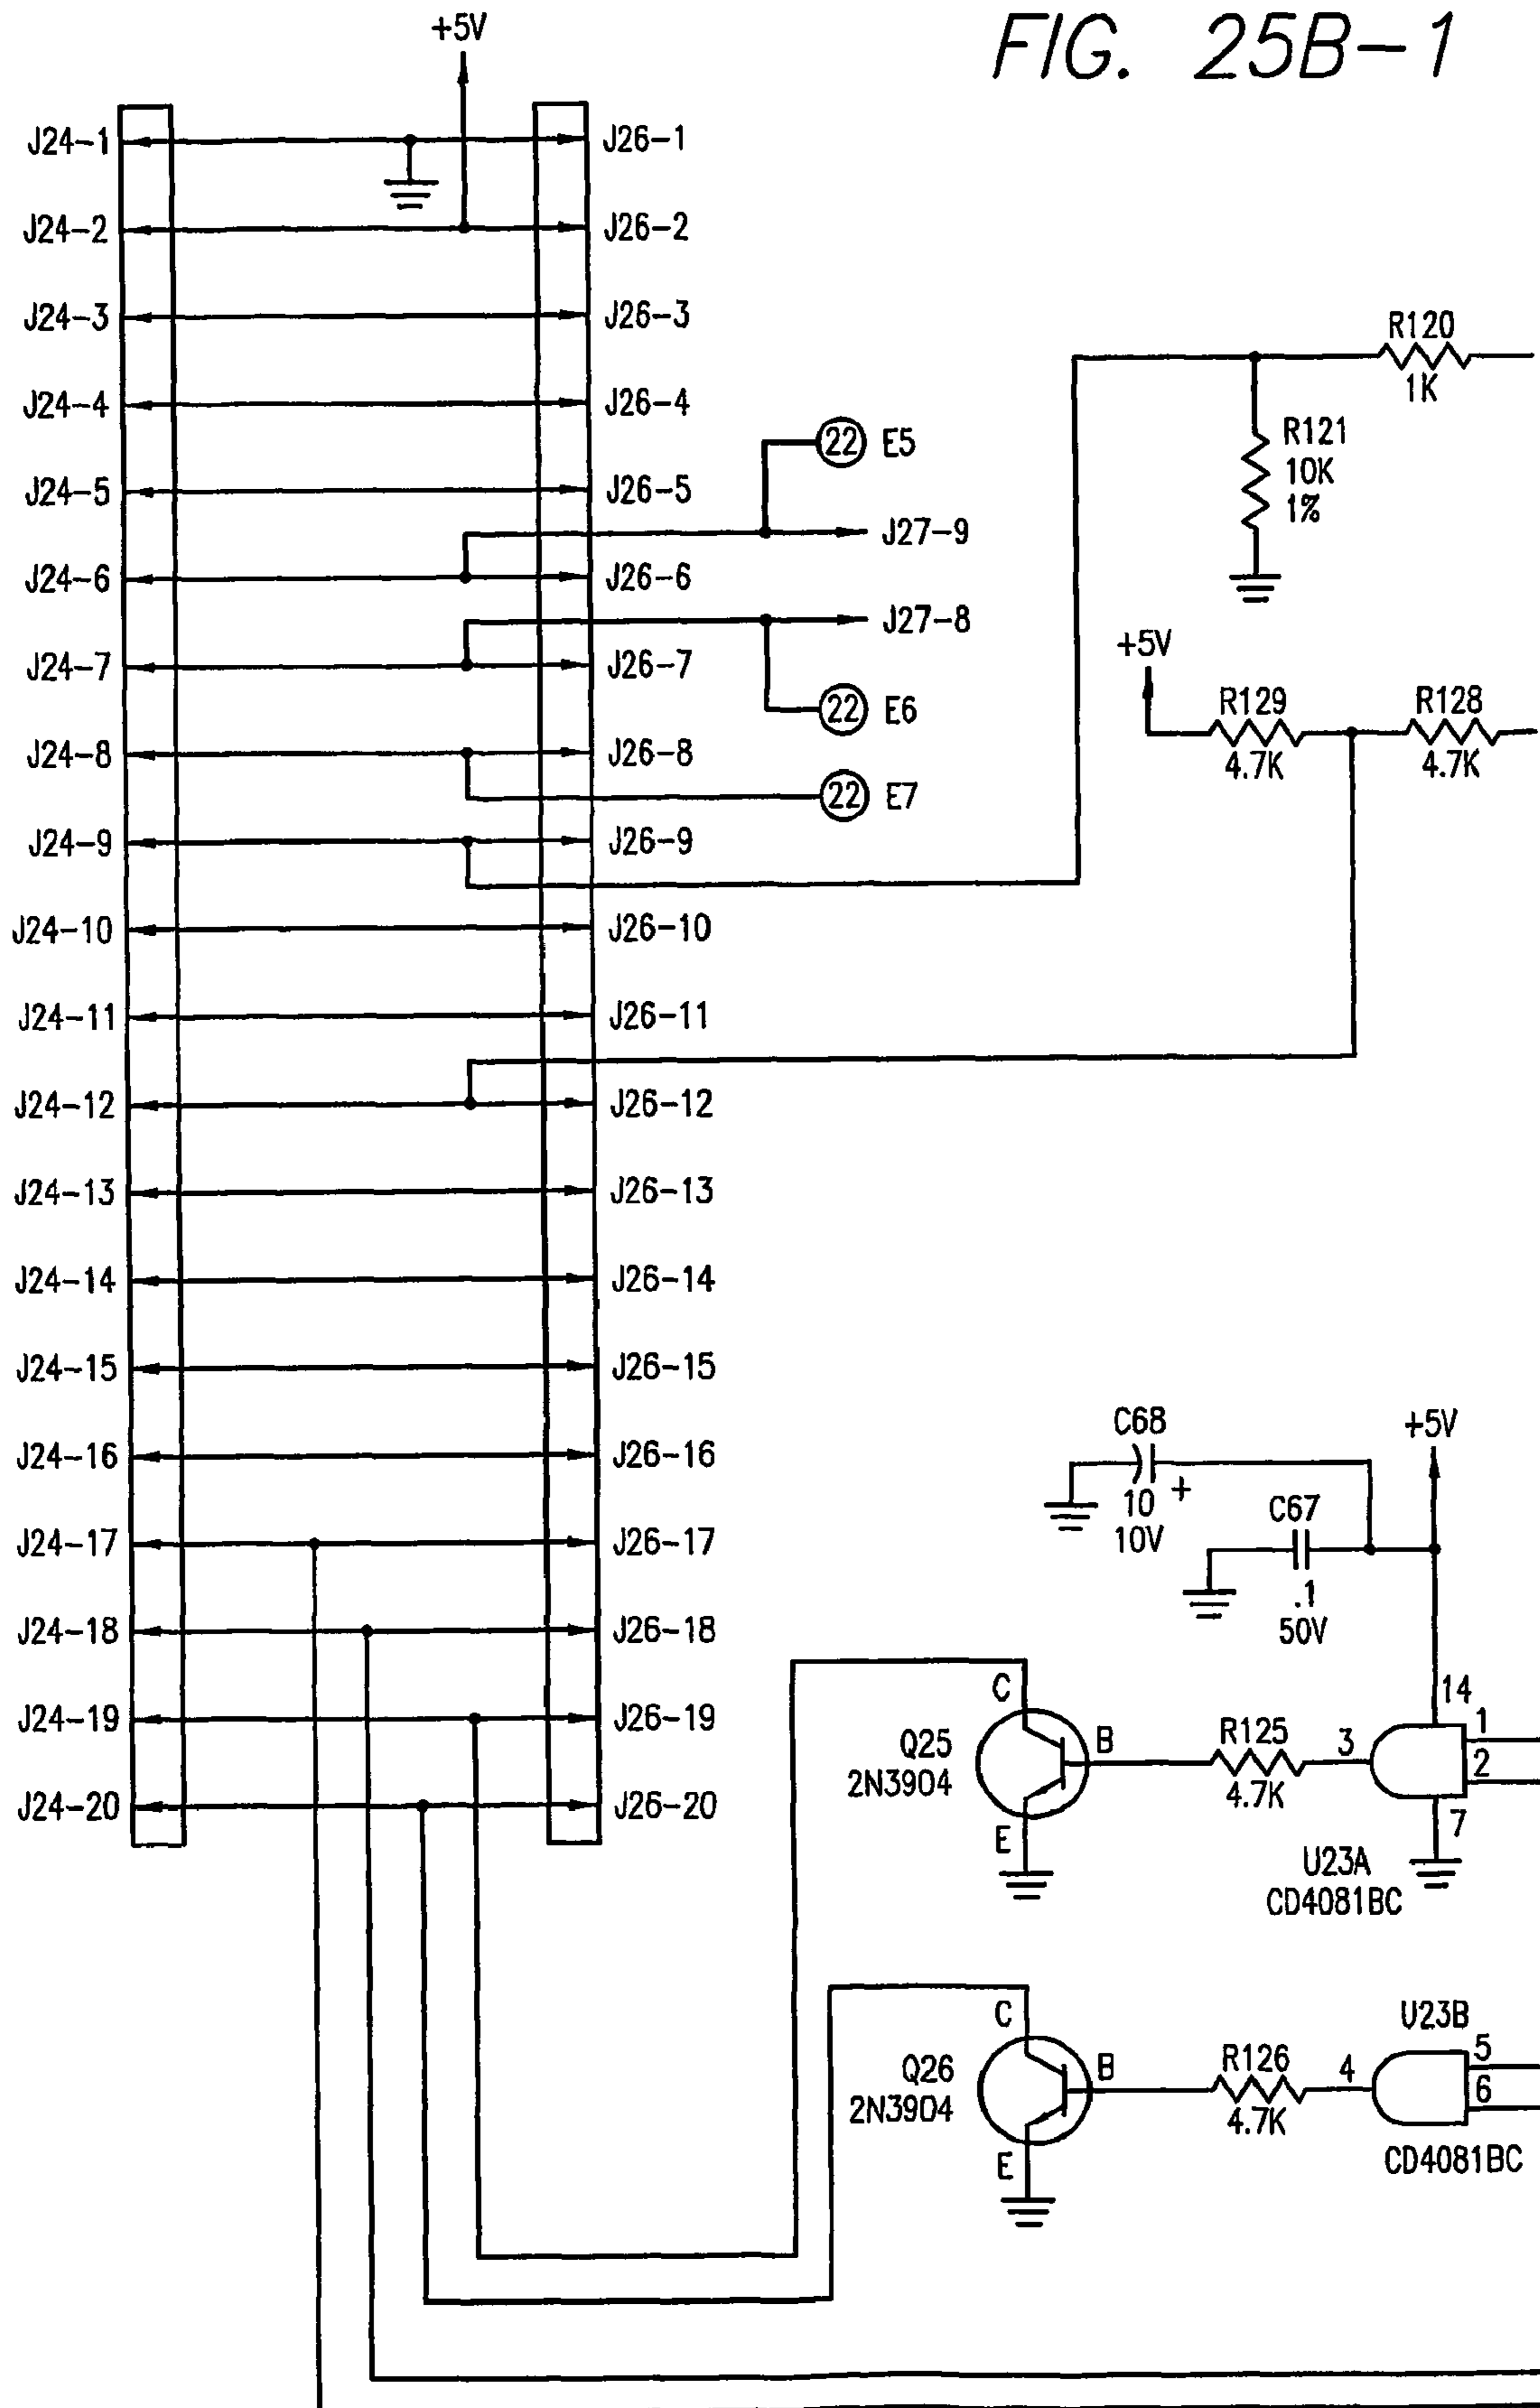 FIG. 25B-1
+5V
J24-1
J26-1
J24-2
J26-2
J24-3
J26-3
R120
1K
J24-4
J26-4
22 E5
R121
10K
1%
J24-5
J26-5
J27-9
J24-6
J26-6
J27-8
J24-7
J26-7
+5V
22 E6
R129
4.7K
R128
4.7K
J24-8
J26-8
22 E7
J24-9
J26-9
J24-10
J26-10
J24-11
J26-11
J24-12
J26-12
J24-13
J26-13
J24-14
J26-14
J24-15
J26-15
C68
10 +
10V
+5V
J24-16
J26-16
C67
.1
50V
J24-17
J26-17
J24-18
J26-18
J24-19
J26-19
C
Q25
2N3904
B
E
R125
4.7K
3
14
1
2
7
U23A
CD4081BC
J24-20
J26-20
C
Q26
2N3904
B
E
R126
4.7K
4
U23B
5
6
CD4081BC